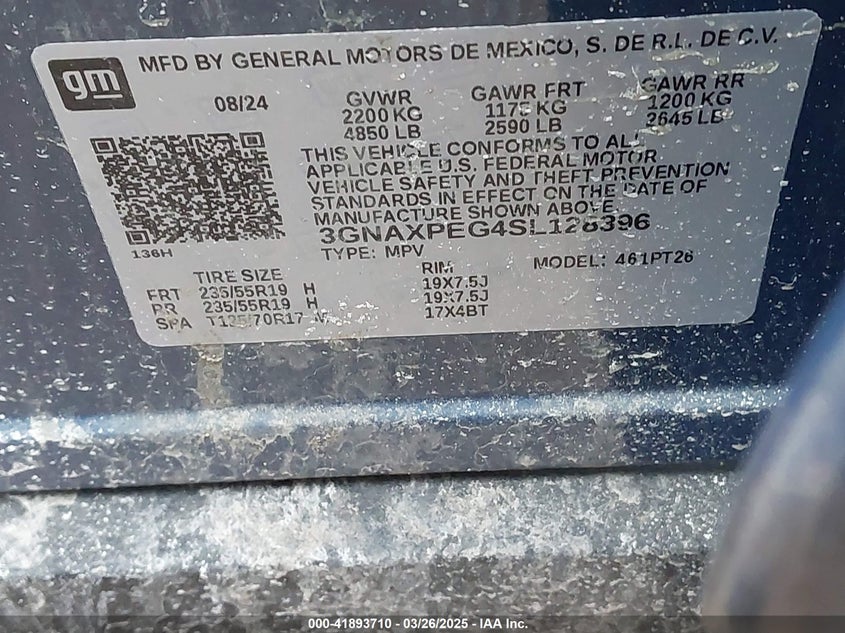 gm
MFD BY GENERAL MOTORS DE MEXICO, S. DE R.L. DE C.V.
08/24 GVWR GAWR FRT GAWR RR
2200 KG 1175 KG 1200 KG
4850 LB 2590 LB 2645 LB
THIS VEHICLE CONFORMS TO ALL
APPLICABLE U.S. FEDERAL MOTOR
VEHICLE SAFETY AND THEFT PREVENTION
STANDARDS IN EFFECT ON THE DATE OF
MANUFACTURE SHOWN ABOVE.
3GNAXPEG4SL128396
136H TYPE: MPV MODEL: 461PT26
TIRE SIZE RIM
FRT 235/55R19 H 19X7.5J
RR 235/55R19 H 19X7.5J
SPA T135/70R17 17X4BT
000-41893710 - 03/26/2025 - IAA Inc.